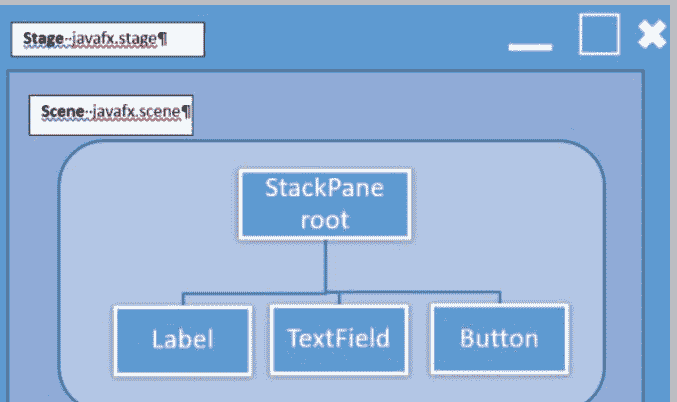 Stage··javafx.stage¶
Scene··javafx.scene¶
StackPane
root
Label
TextField
Button